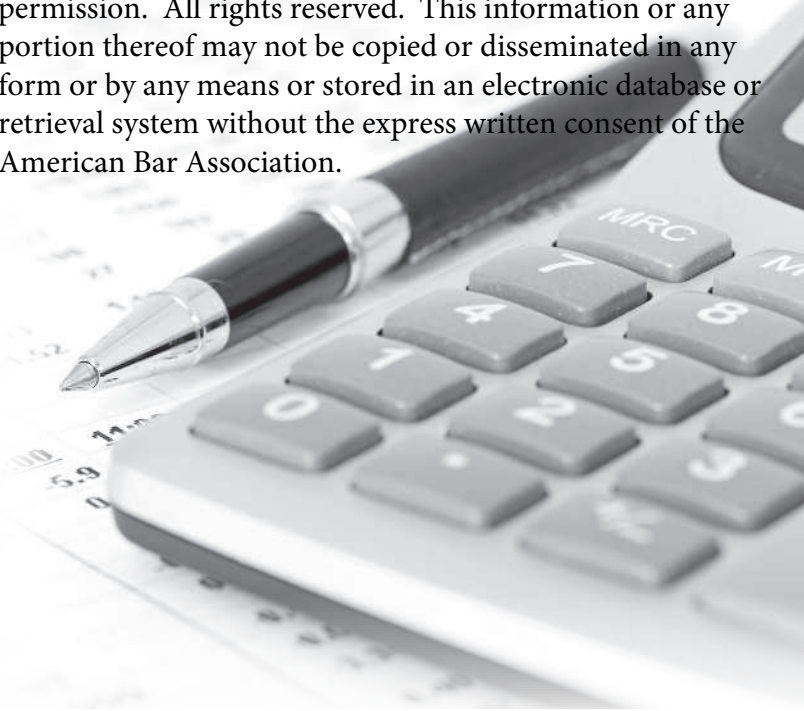 permission.  All rights reserved.  This information or any
portion thereof may not be copied or disseminated in any
form or by any means or stored in an electronic database or
retrieval system without the express written consent of the
American Bar Association.
MRC
7
4
8
1
5
0
2
3
-5.9